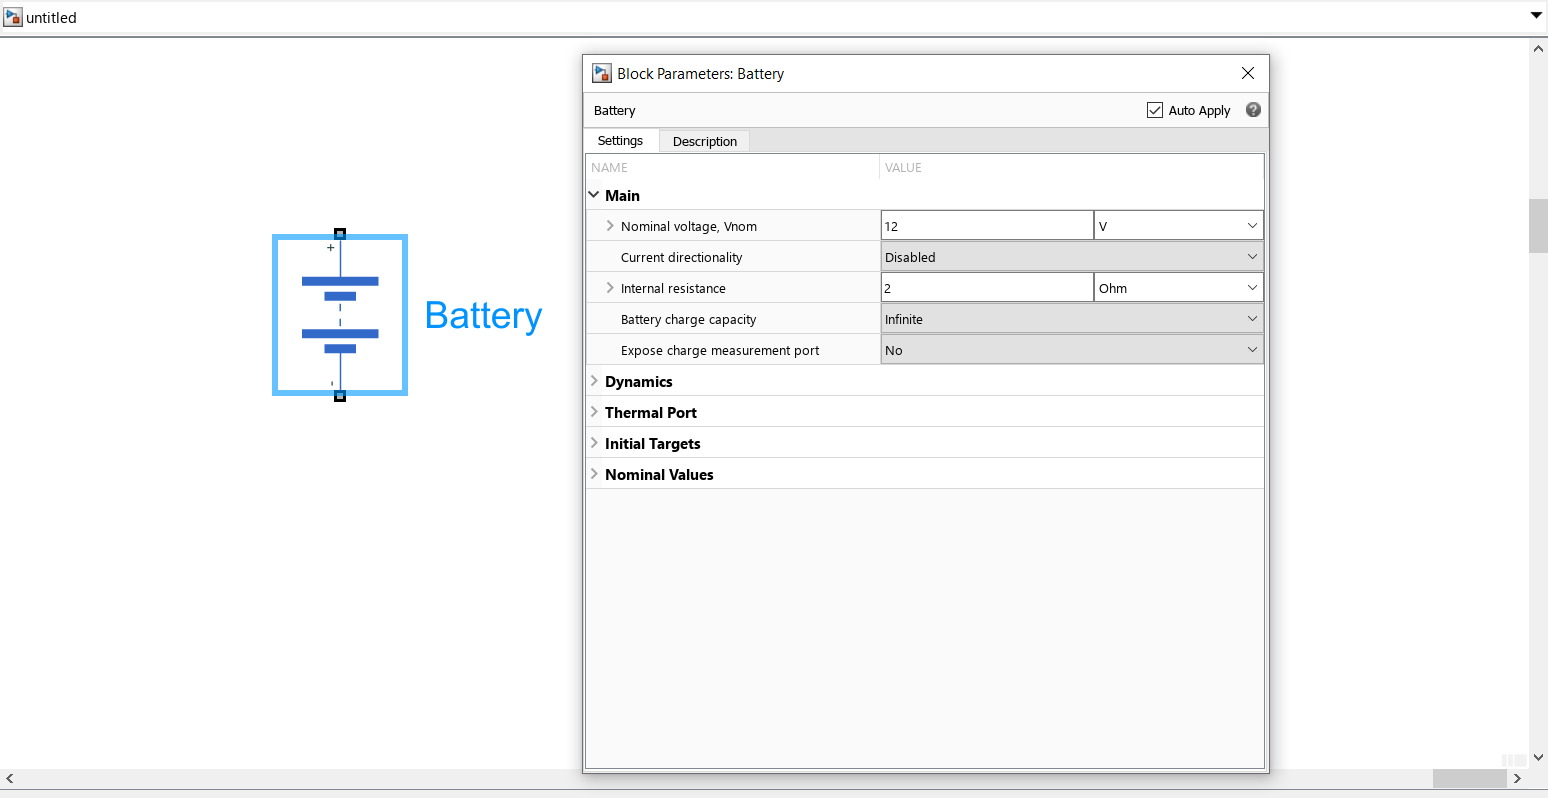 untitled
Block Parameters: Battery
Battery
Auto Apply
Settings Description
NAME VALUE
Main
Nominal voltage, Vnom 12 V
Current directionality Disabled
Internal resistance 2 Ohm
Battery charge capacity Infinite
Expose charge measurement port No
Dynamics
Thermal Port
Initial Targets
Nominal Values
+
Battery
-